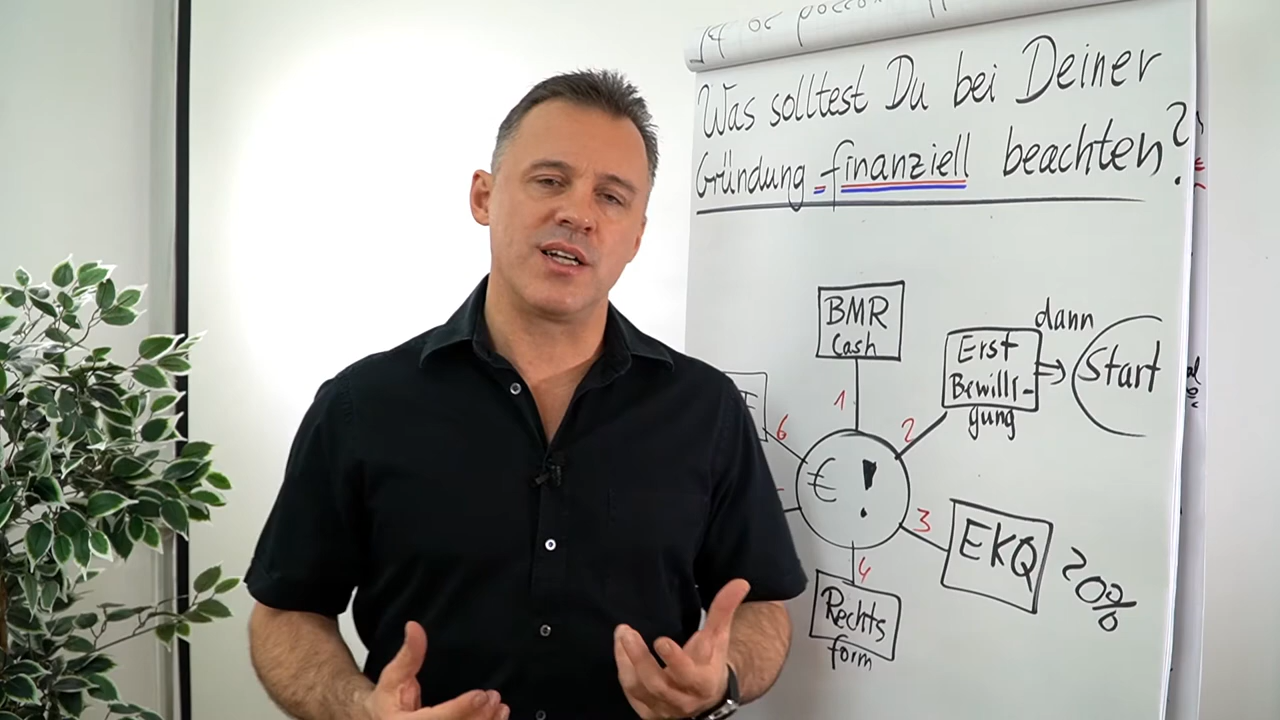 Was solltest Du bei Deiner
Gründung finanziell beachten?
BMR
Cash
1
Erst
Bewilli-
gung
2
dann
Start
€ !
3
EKQ
20%
4
Rechts
form
6